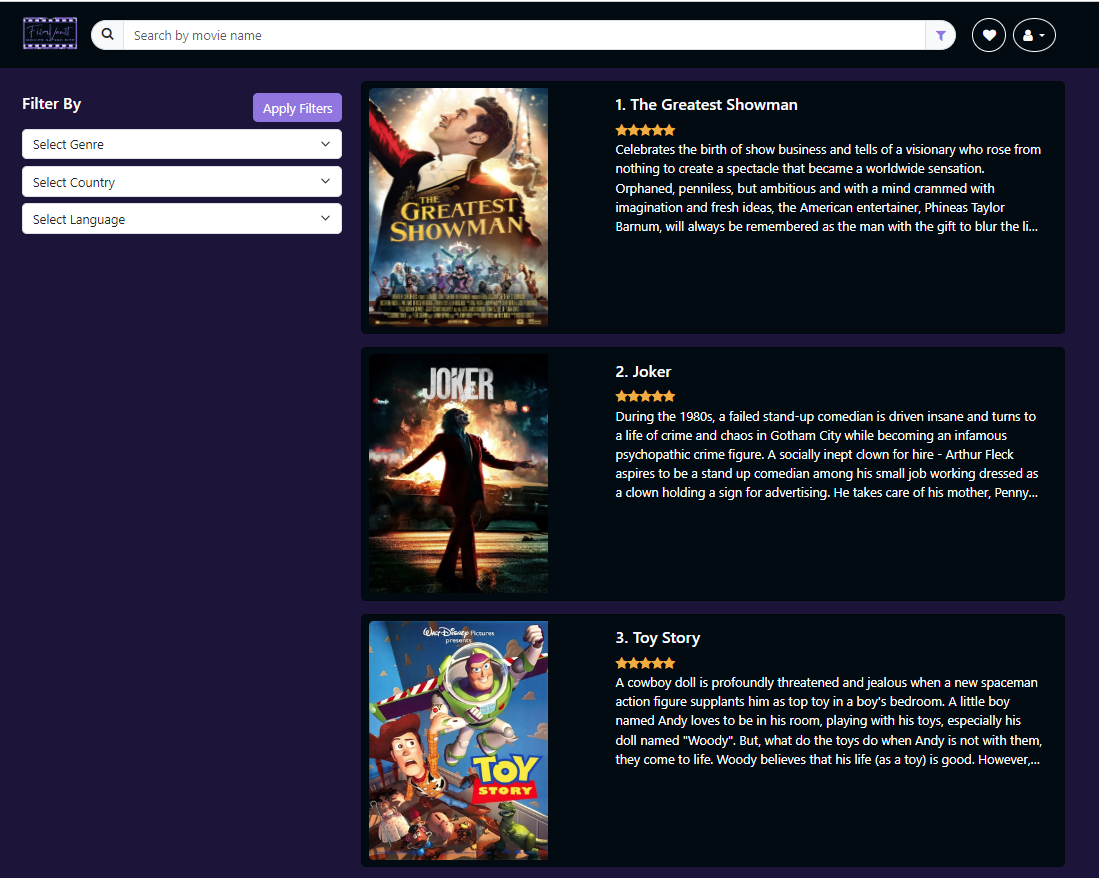 Search by movie name
Filter By
Apply Filters
Select Genre
Select Country
Select Language
THE
GREATEST
SHOWMAN
1. The Greatest Showman
Celebrates the birth of show business and tells of a visionary who rose from
nothing to create a spectacle that became a worldwide sensation.
Orphaned, penniless, but ambitious and with a mind crammed with
imagination and fresh ideas, the American entertainer, Phineas Taylor
Barnum, will always be remembered as the man with the gift to blur the li...
JOKER
2. Joker
During the 1980s, a failed stand-up comedian is driven insane and turns to
a life of crime and chaos in Gotham City while becoming an infamous
psychopathic crime figure. A socially inept clown for hire - Arthur Fleck
aspires to be a stand up comedian among his small job working dressed as
a clown holding a sign for advertising. He takes care of his mother, Penny...
Walt Disney Pictures
presents
TOY
STORY
3. Toy Story
A cowboy doll is profoundly threatened and jealous when a new spaceman
action figure supplants him as top toy in a boy's bedroom. A little boy
named Andy loves to be in his room, playing with his toys, especially his
doll named "Woody". But, what do the toys do when Andy is not with them,
they come to life. Woody believes that his life (as a toy) is good. However,...